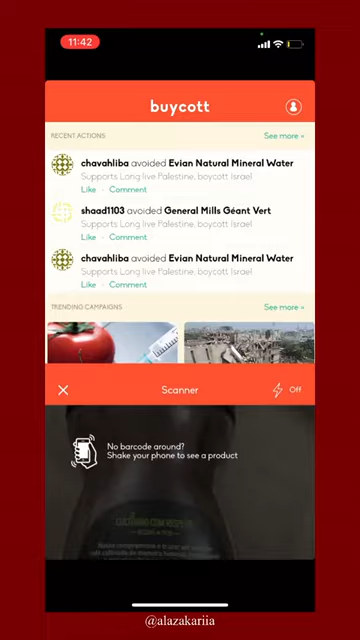 11:42
buycott
RECENT ACTIONS
See more »
chavahliba avoided Evian Natural Mineral Water
Supports Long live Palestine, boycott Israel
Like · Comment
shaad1103 avoided General Mills Géant Vert
Supports Long live Palestine, boycott Israel
Like · Comment
chavahliba avoided Evian Natural Mineral Water
Supports Long live Palestine, boycott Israel
Like · Comment
TRENDING CAMPAIGNS
See more »
Scanner
Off
No barcode around?
Shake your phone to see a product
CULTIVADO COM RESPEITO
@alazakariia